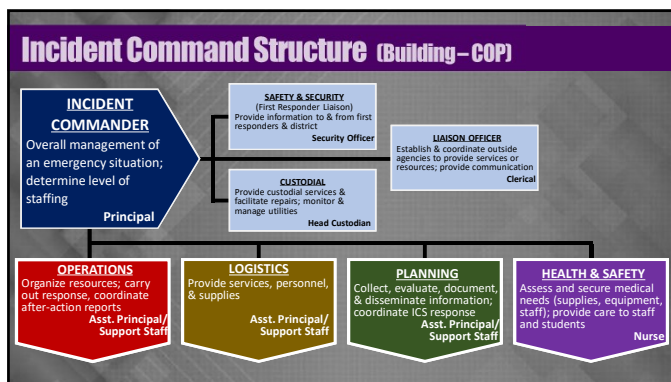 Incident Command Structure (Building – COP)
INCIDENT
COMMANDER
Overall management of
an emergency situation;
determine level of
staffing
Principal
SAFETY & SECURITY
(First Responder Liaison)
Provide information to & from first
responders & district
Security Officer
LIAISON OFFICER
Establish & coordinate outside
agencies to provide services or
resources; provide communication
Clerical
CUSTODIAL
Provide custodial services &
facilitate repairs; monitor &
manage utilities
Head Custodian
OPERATIONS
Organize resources; carry
out response, coordinate
after-action reports
Asst. Principal/
Support Staff
LOGISTICS
Provide services, personnel,
& supplies
Asst. Principal/
Support Staff
PLANNING
Collect, evaluate, document,
& disseminate information;
coordinate ICS response
Asst. Principal/
Support Staff
HEALTH & SAFETY
Assess and secure medical
needs (supplies, equipment,
staff); provide care to staff
and students
Nurse